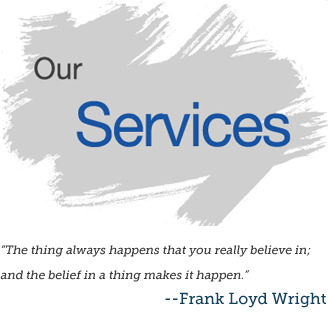 Our
Services
“The thing always happens that you really believe in;
and the belief in a thing makes it happen.”
--Frank Loyd Wright